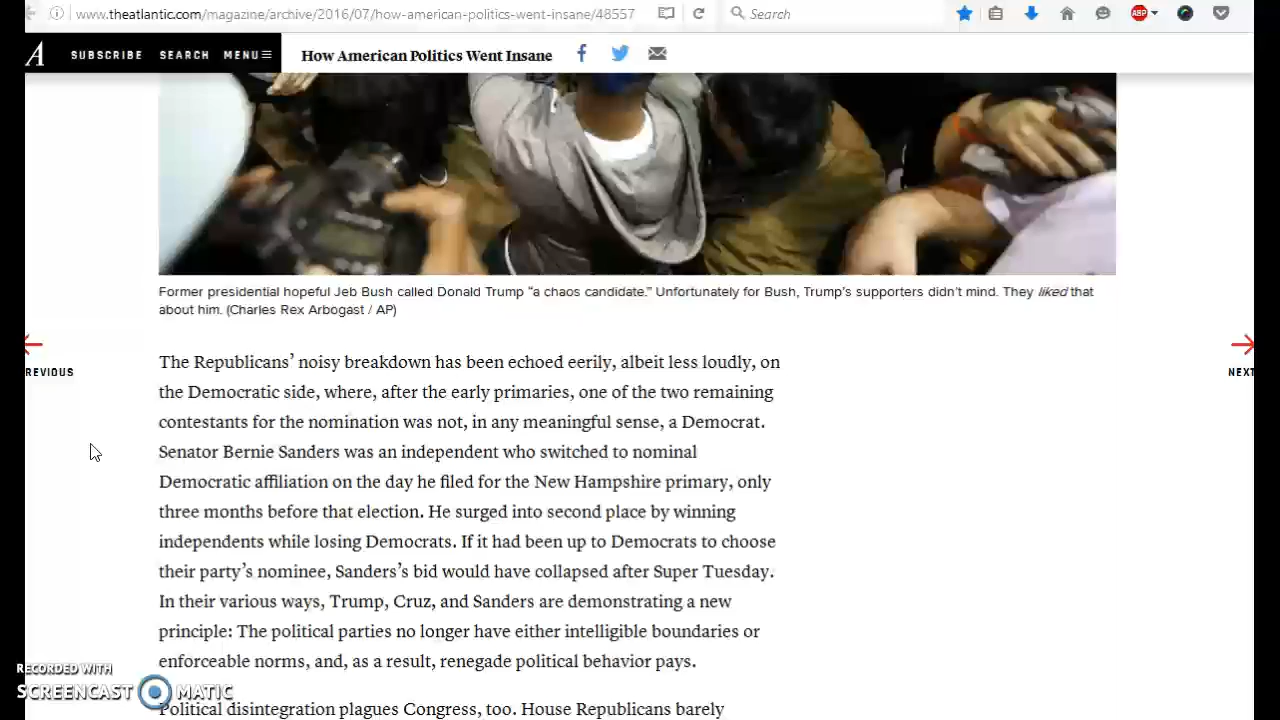 www.theatlantic.com/magazine/archive/2016/07/how-american-politics-went-insane/48557
Search
ABP
A SUBSCRIBE SEARCH MENU How American Politics Went Insane
Former presidential hopeful Jeb Bush called Donald Trump “a chaos candidate.” Unfortunately for Bush, Trump’s supporters didn’t mind. They liked that
about him. (Charles Rex Arbogast / AP)
REVIOUS
NEXT
The Republicans’ noisy breakdown has been echoed eerily, albeit less loudly, on
the Democratic side, where, after the early primaries, one of the two remaining
contestants for the nomination was not, in any meaningful sense, a Democrat.
Senator Bernie Sanders was an independent who switched to nominal
Democratic affiliation on the day he filed for the New Hampshire primary, only
three months before that election. He surged into second place by winning
independents while losing Democrats. If it had been up to Democrats to choose
their party’s nominee, Sanders’s bid would have collapsed after Super Tuesday.
In their various ways, Trump, Cruz, and Sanders are demonstrating a new
principle: The political parties no longer have either intelligible boundaries or
enforceable norms, and, as a result, renegade political behavior pays.
Political disintegration plagues Congress, too. House Republicans barely
RECORDED WITH
SCREENCAST MATIC